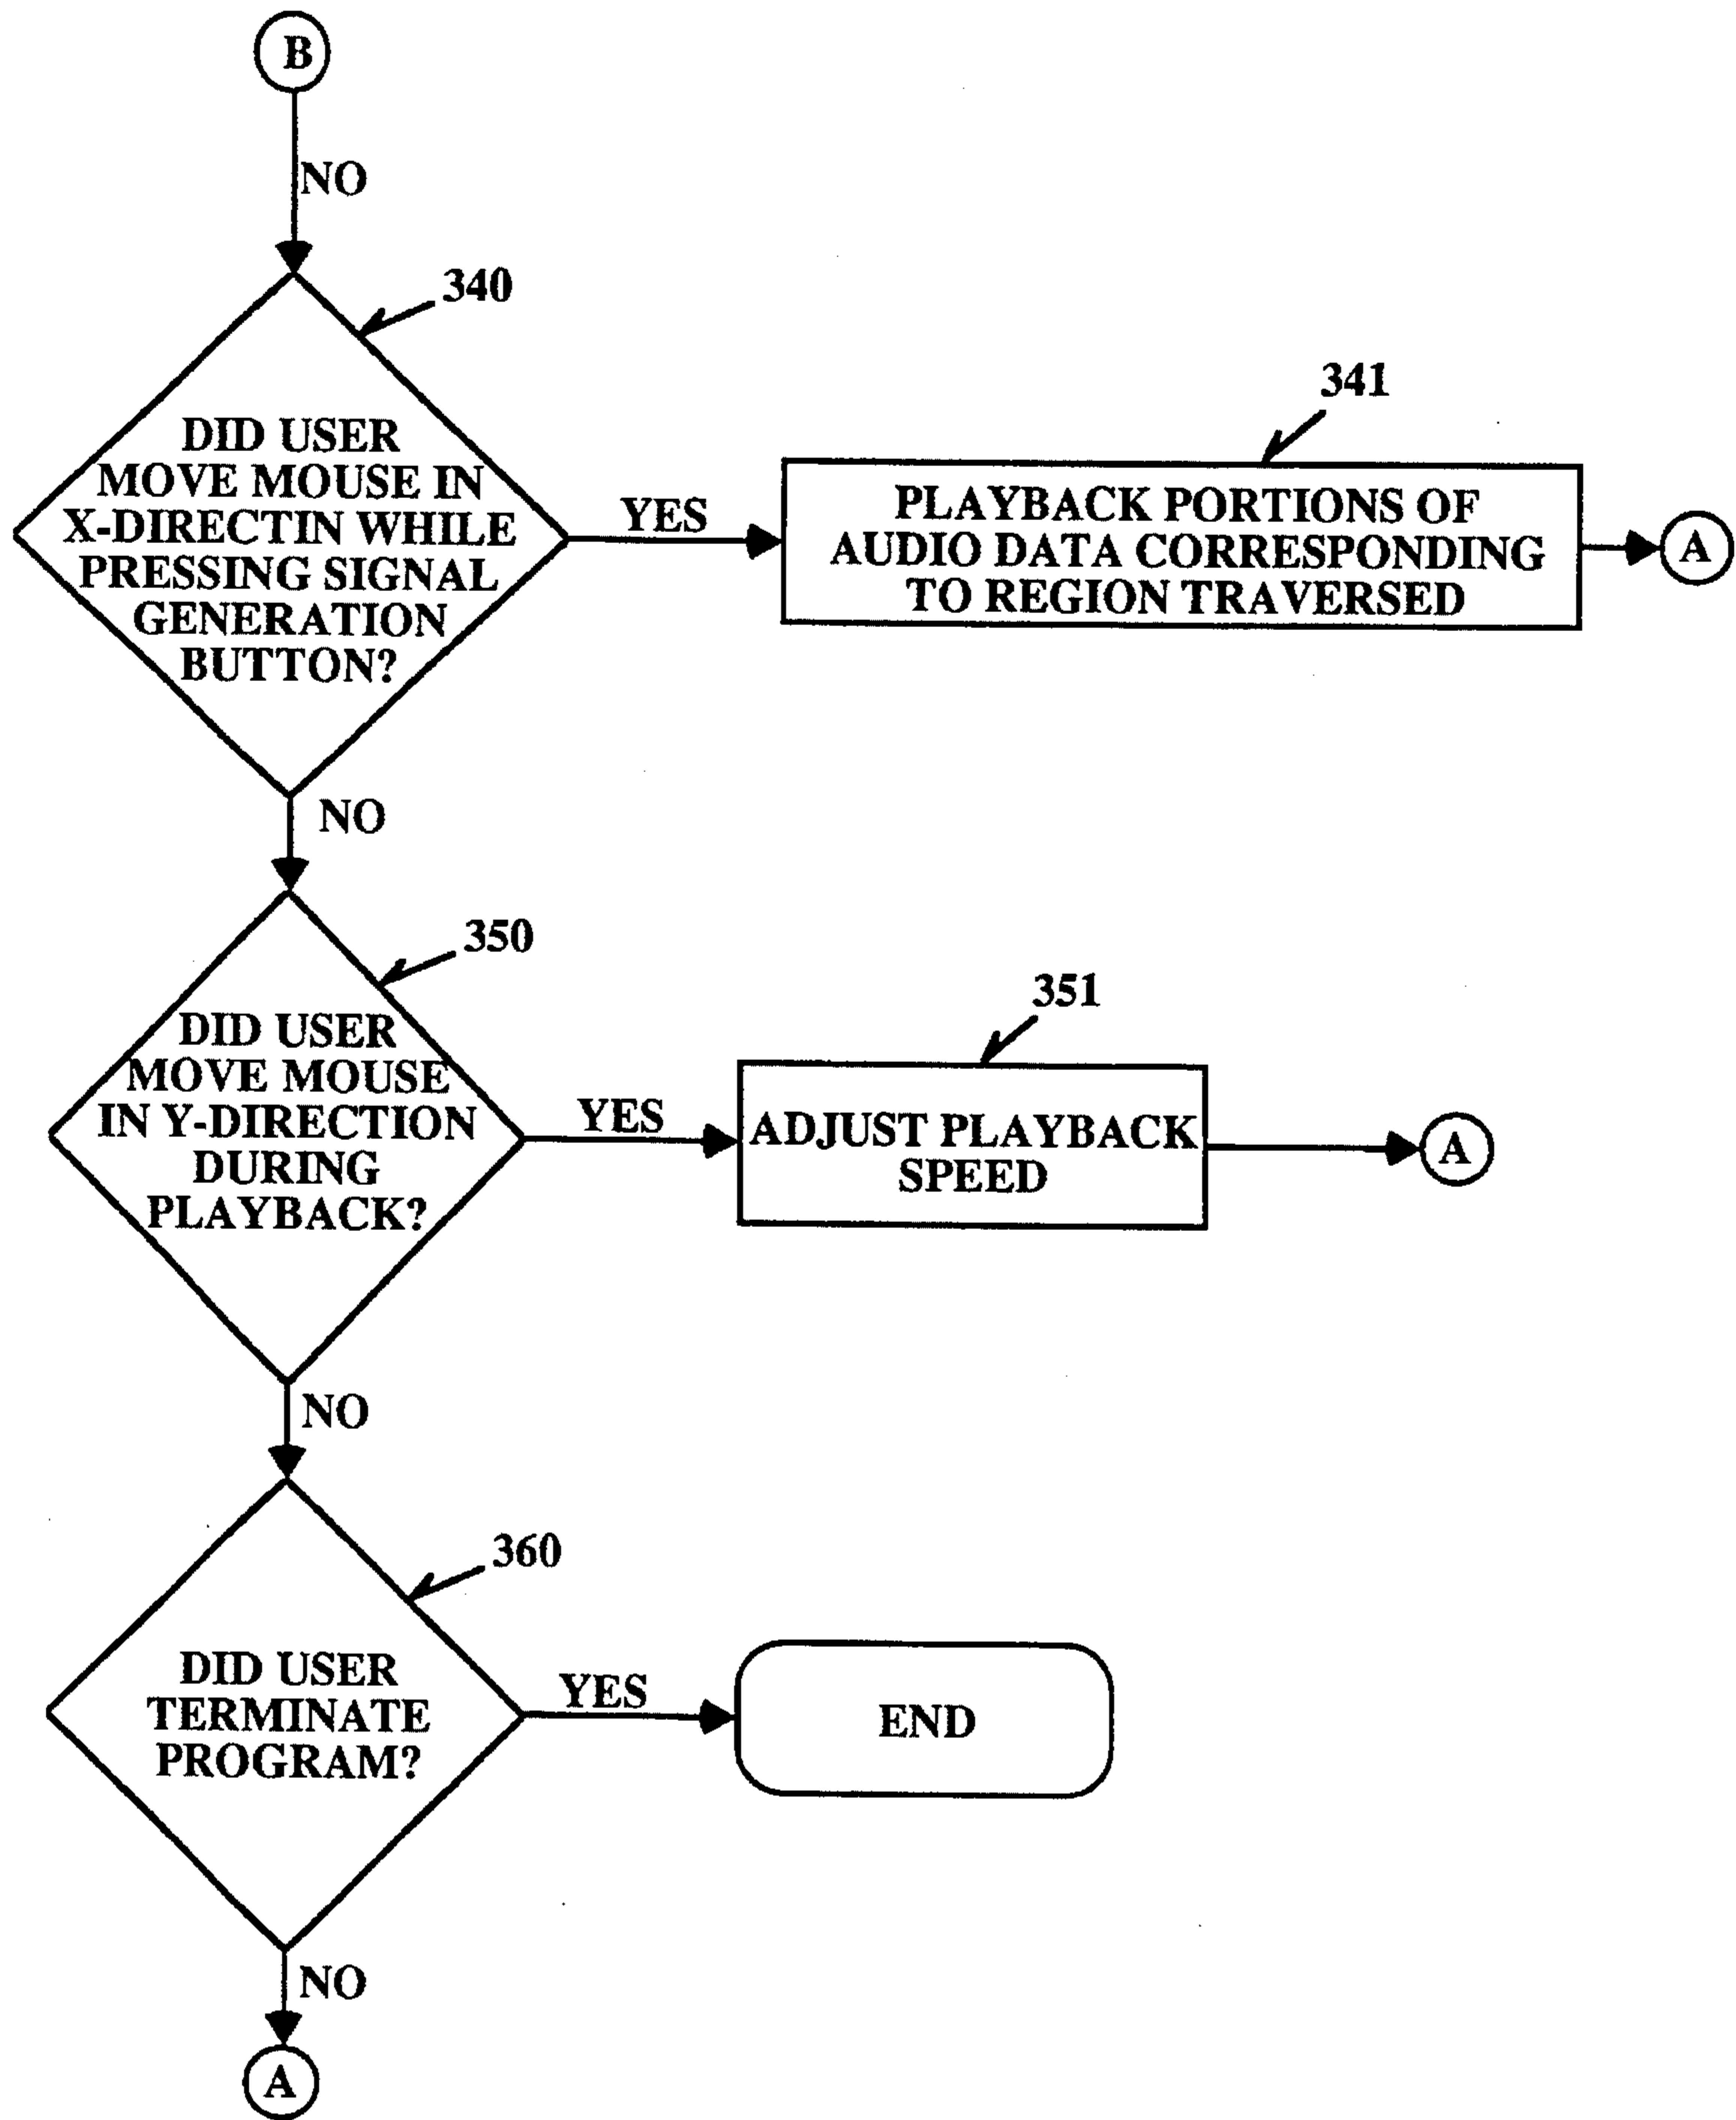 B
NO
340
DID USER
MOVE MOUSE IN
X-DIRECTIN WHILE
PRESSING SIGNAL
GENERATION
BUTTON?
YES
341
PLAYBACK PORTIONS OF
AUDIO DATA CORRESPONDING
TO REGION TRAVERSED
A
NO
350
DID USER
MOVE MOUSE
IN Y-DIRECTION
DURING
PLAYBACK?
YES
351
ADJUST PLAYBACK
SPEED
A
NO
360
DID USER
TERMINATE
PROGRAM?
YES
END
NO
A